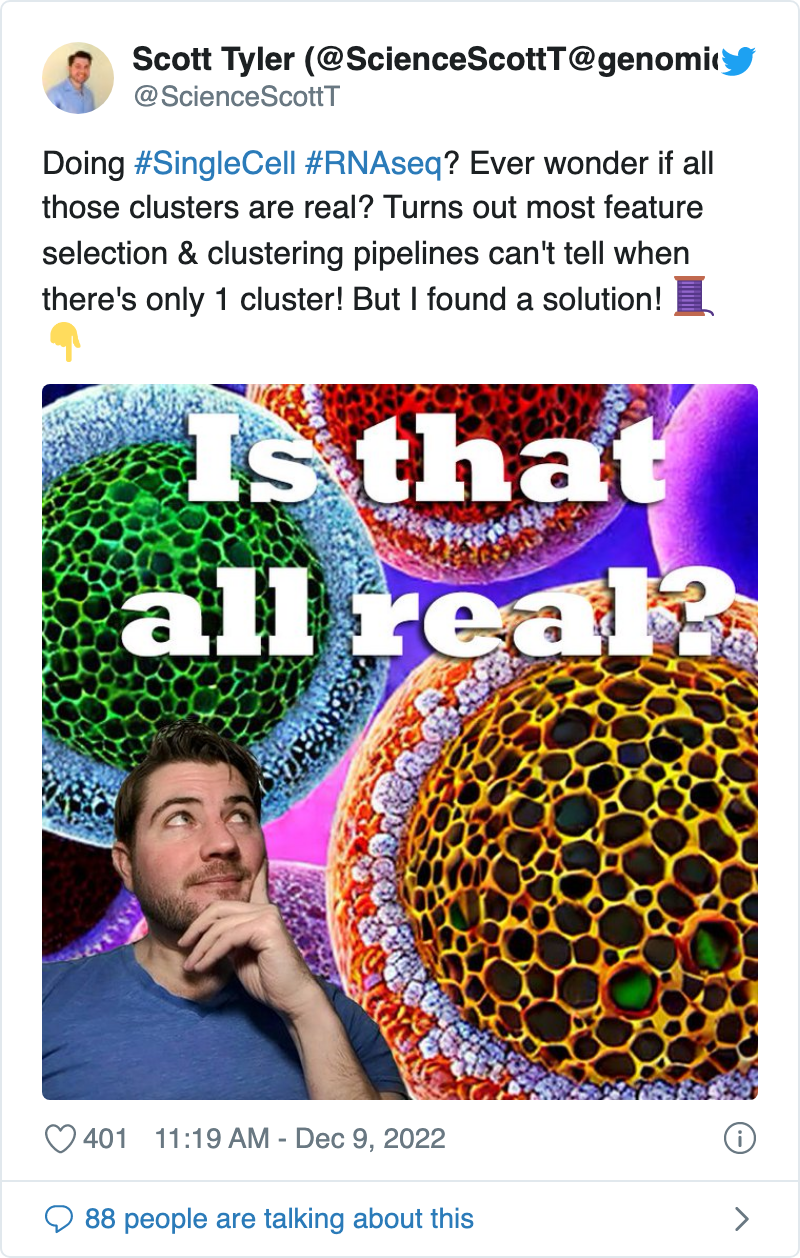 Scott Tyler (@ScienceScottT@genomi
@ScienceScottT
Doing #SingleCell #RNAseq? Ever wonder if all
those clusters are real? Turns out most feature
selection & clustering pipelines can't tell when
there's only 1 cluster! But I found a solution! 🧵
👇
Is that
all real?
401 11:19 AM - Dec 9, 2022
88 people are talking about this